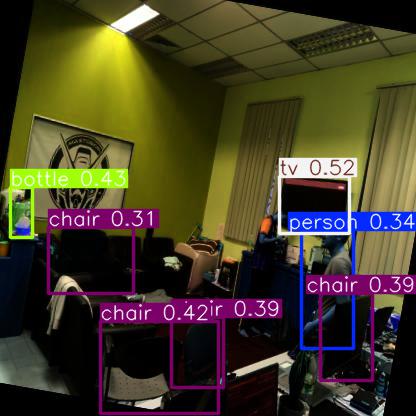 tv 0.52
bottle 0.43
chair 0.31
person 0.34
chair 0.39
chair 0.42
ir 0.39